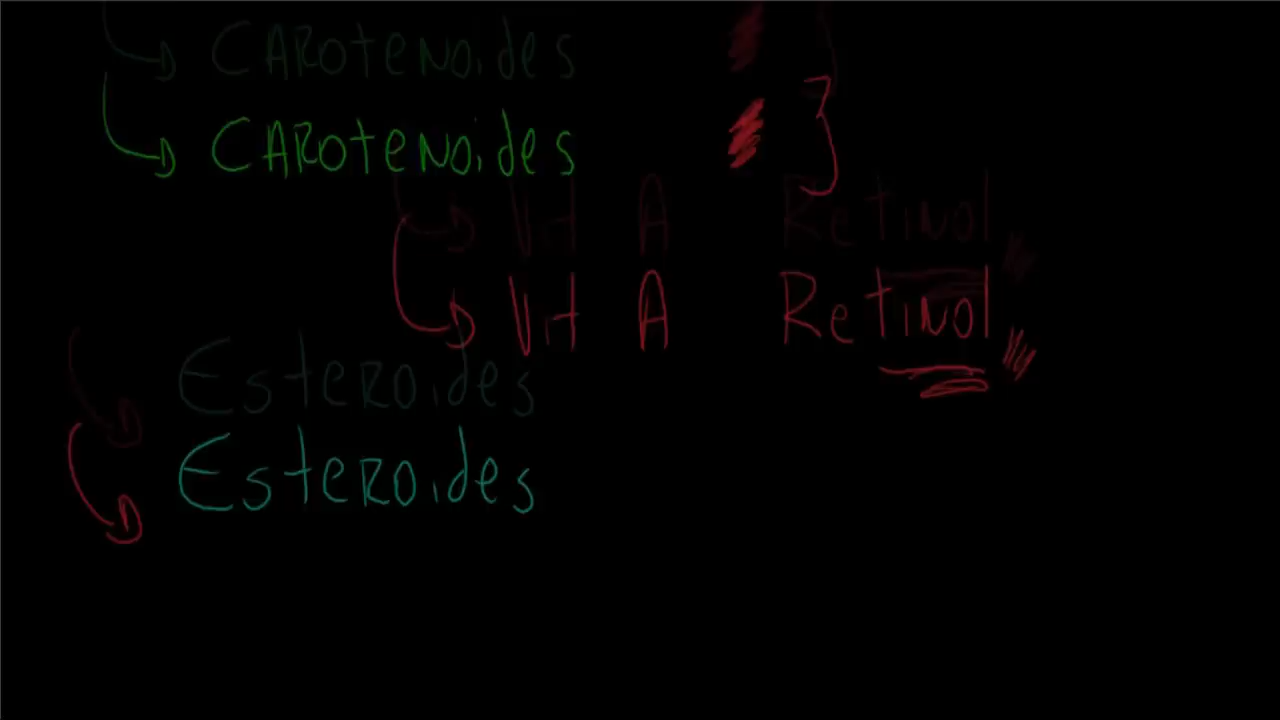 CAROtENOides
CAROtENOides
Vit A Retinol
Vit A Retinol
Esteroides
Esteroides